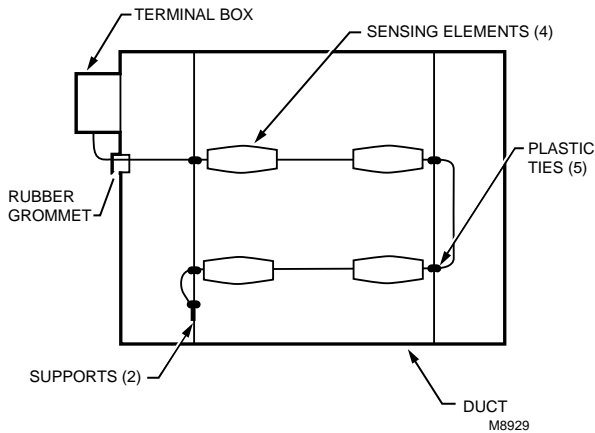 TERMINAL BOX
SENSING ELEMENTS (4)
PLASTIC
TIES (5)
RUBBER
GROMMET
SUPPORTS (2)
DUCT
M8929